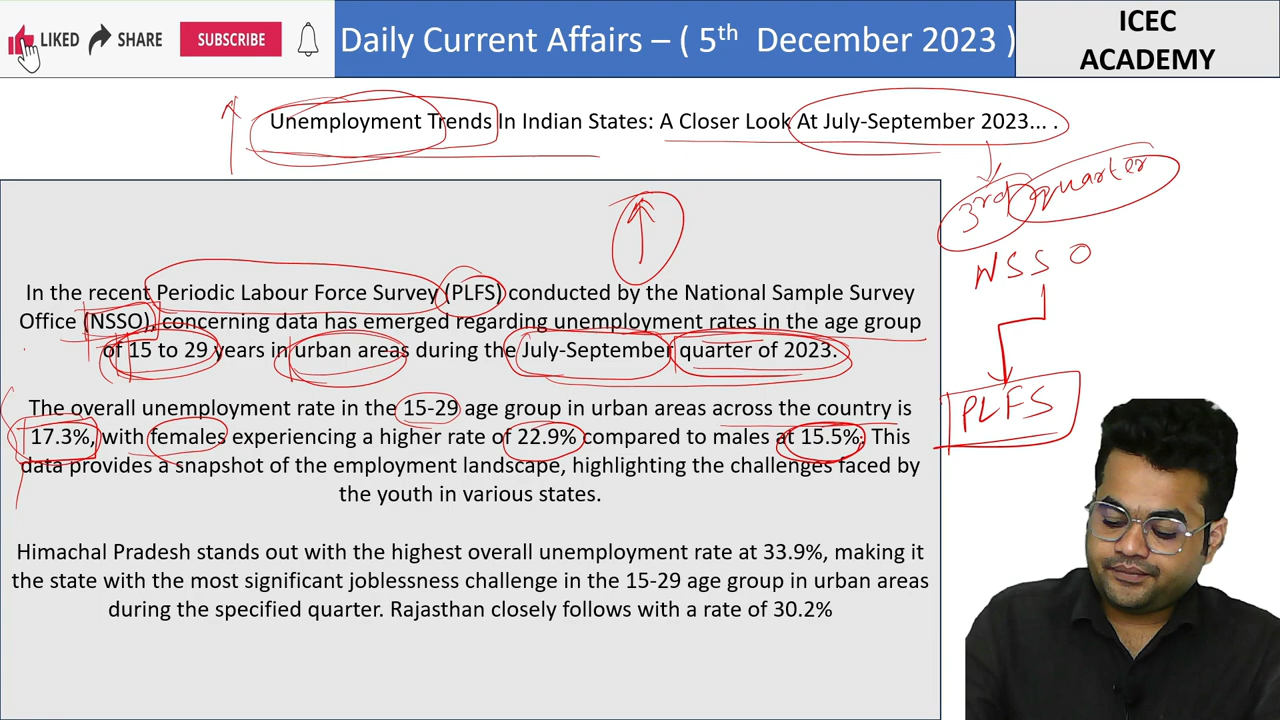 LIKED SHARE SUBSCRIBE
Daily Current Affairs – ( 5th December 2023 )
ICEC
ACADEMY
Unemployment Trends In Indian States: A Closer Look At July-September 2023... .
3rd quarter
NSSO
PLFS
In the recent Periodic Labour Force Survey (PLFS) conducted by the National Sample Survey
Office (NSSO), concerning data has emerged regarding unemployment rates in the age group
of 15 to 29 years in urban areas during the July-September quarter of 2023.
The overall unemployment rate in the 15-29 age group in urban areas across the country is
17.3%, with females experiencing a higher rate of 22.9% compared to males at 15.5%. This
data provides a snapshot of the employment landscape, highlighting the challenges faced by
the youth in various states.
Himachal Pradesh stands out with the highest overall unemployment rate at 33.9%, making it
the state with the most significant joblessness challenge in the 15-29 age group in urban areas
during the specified quarter. Rajasthan closely follows with a rate of 30.2%